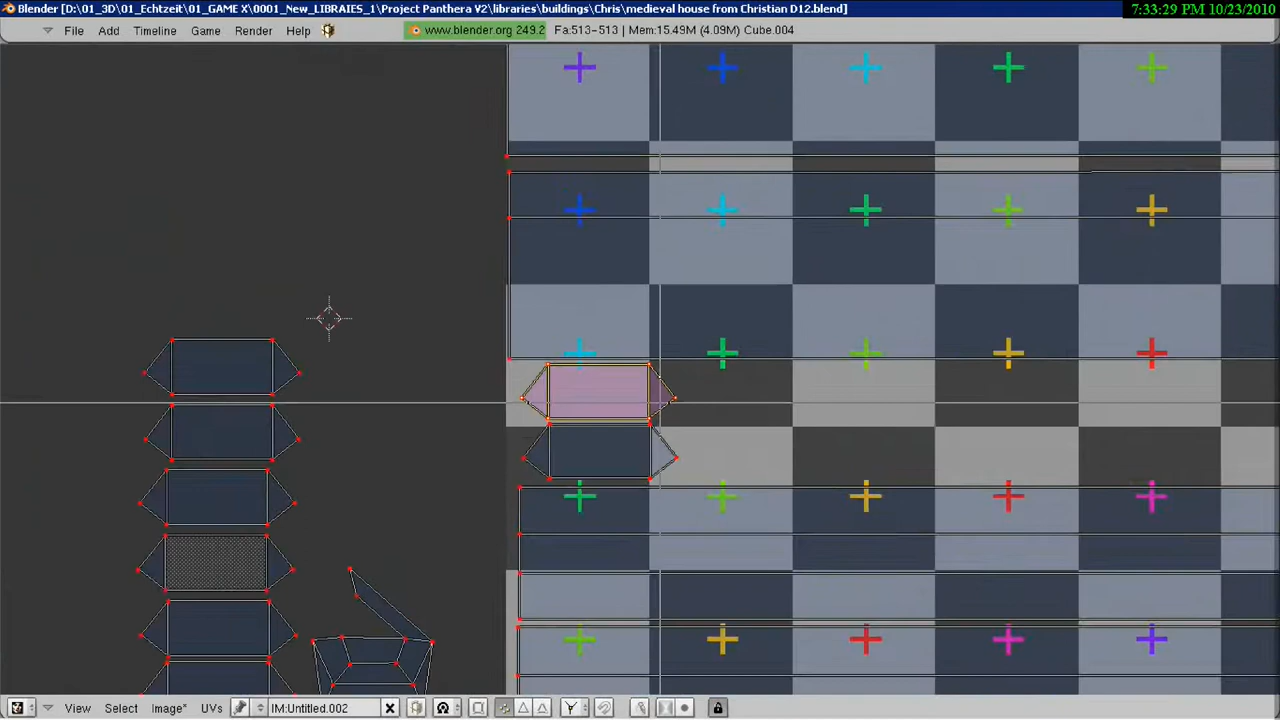 Blender [D:\01_3D\01_Echtzeit\01_GAME X\0001_New_LIBRAIES_1\Project Panthera V2\libraries\buildings\Chris\medieval house from Christian D12.blend]
7:33:29 PM 10/23/2010
File Add Timeline Game Render Help www.blender.org 249.2 Fa:513-513 | Mem:15.49M (4.09M) Cube.004
View Select Image* UVs IM:Untitled.002